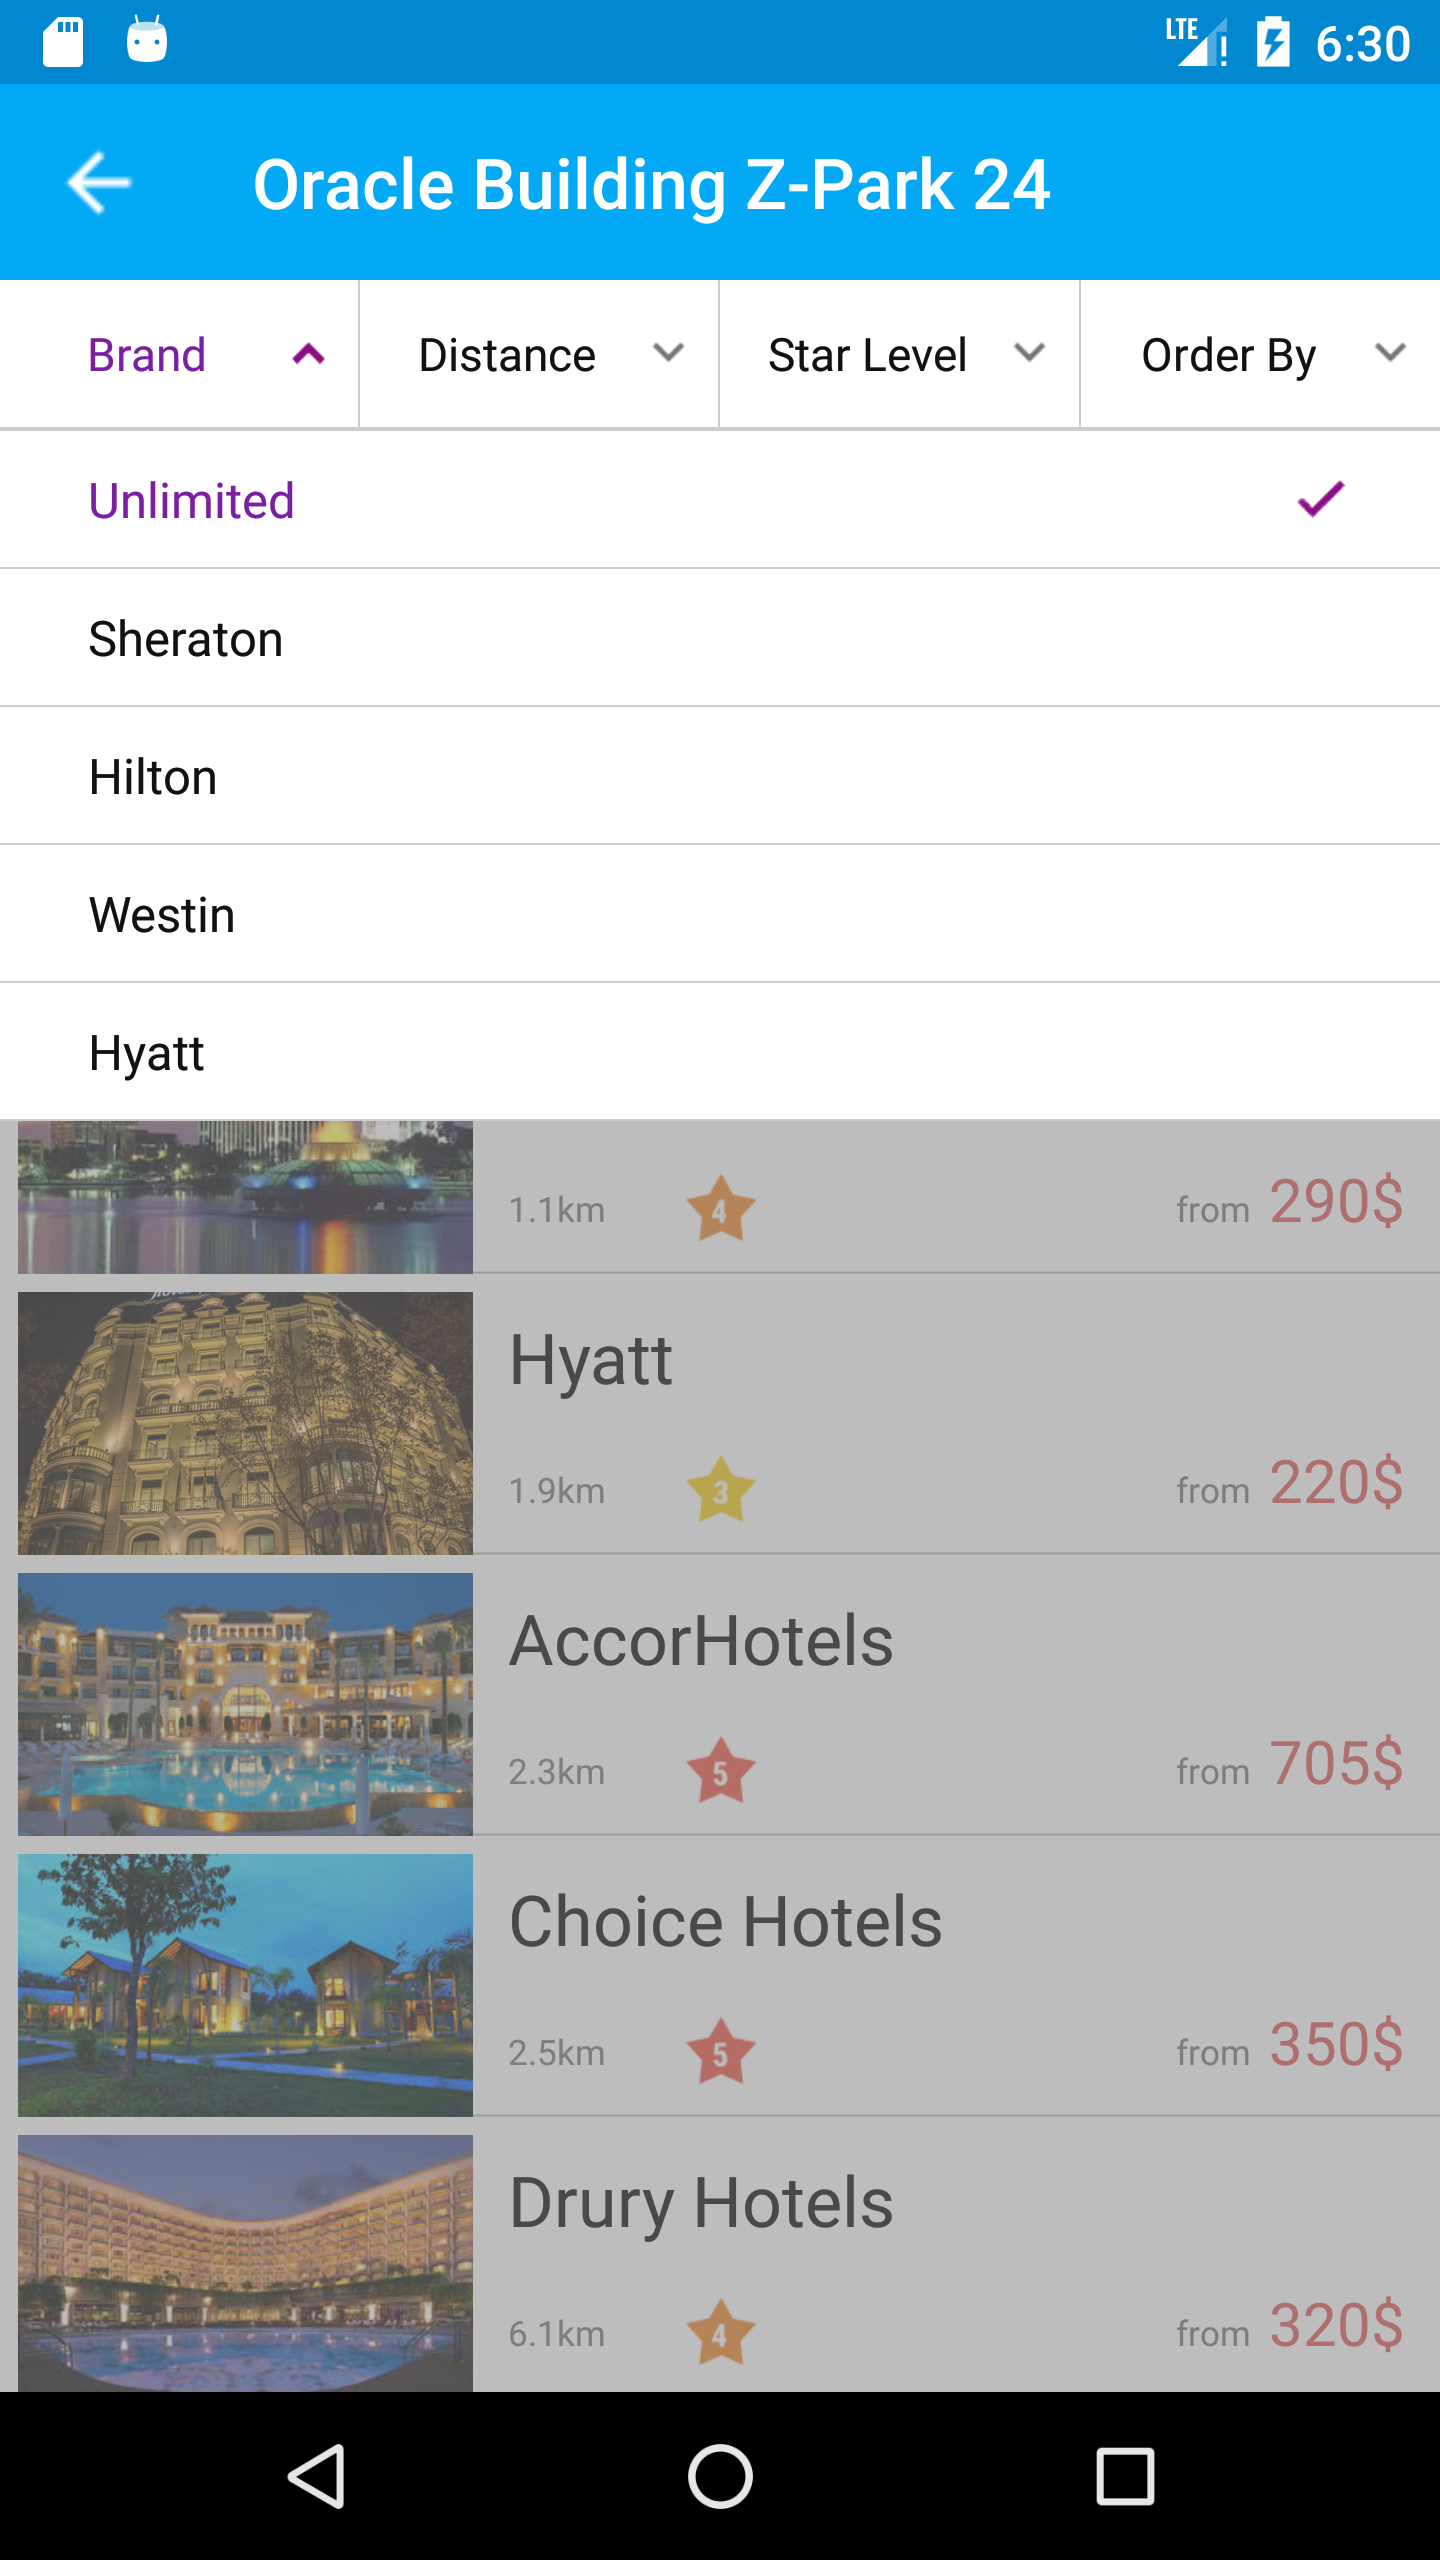 LTE 6:30
Oracle Building Z-Park 24
Brand Distance Star Level Order By
Unlimited
Sheraton
Hilton
Westin
Hyatt
1.1km 4 from 290$
Hyatt
1.9km 3 from 220$
AccorHotels
2.3km 5 from 705$
Choice Hotels
2.5km 5 from 350$
Drury Hotels
6.1km 4 from 320$